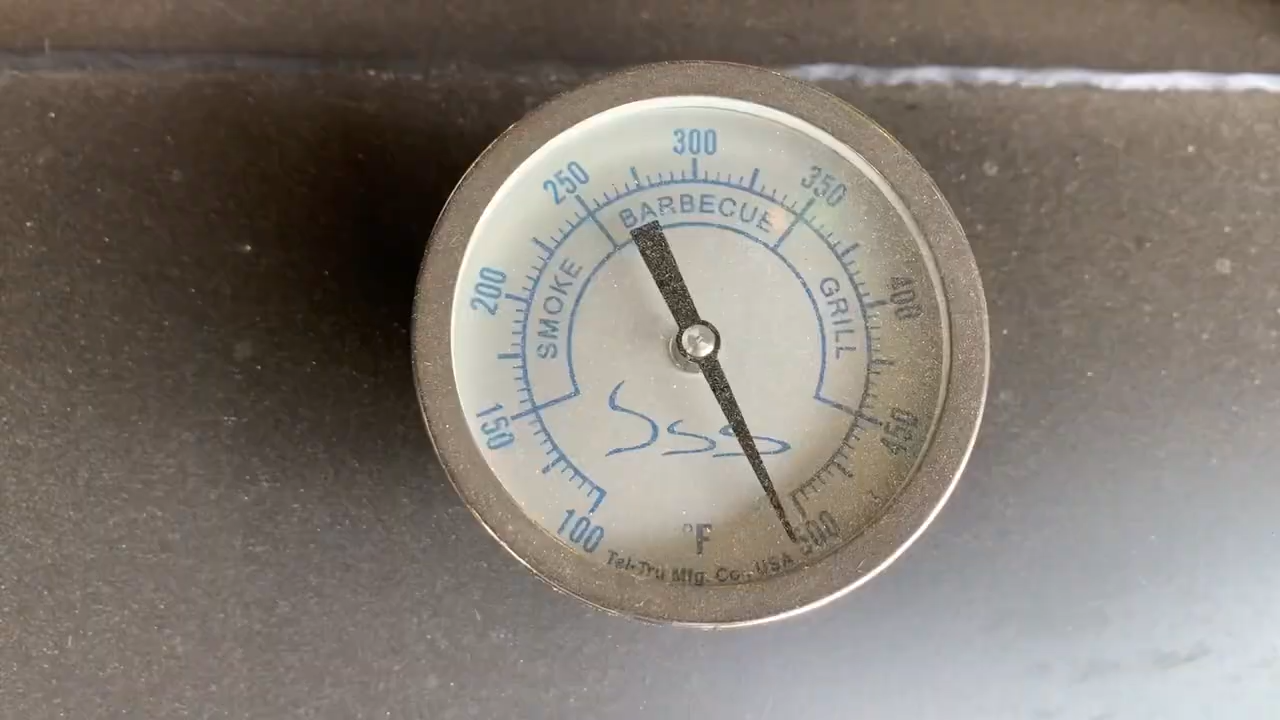 300
250
350
BARBECUE
200
SMOKE
GRILL
400
150
450
100
500
°F
Tel-Tru Mfg. Co., USA